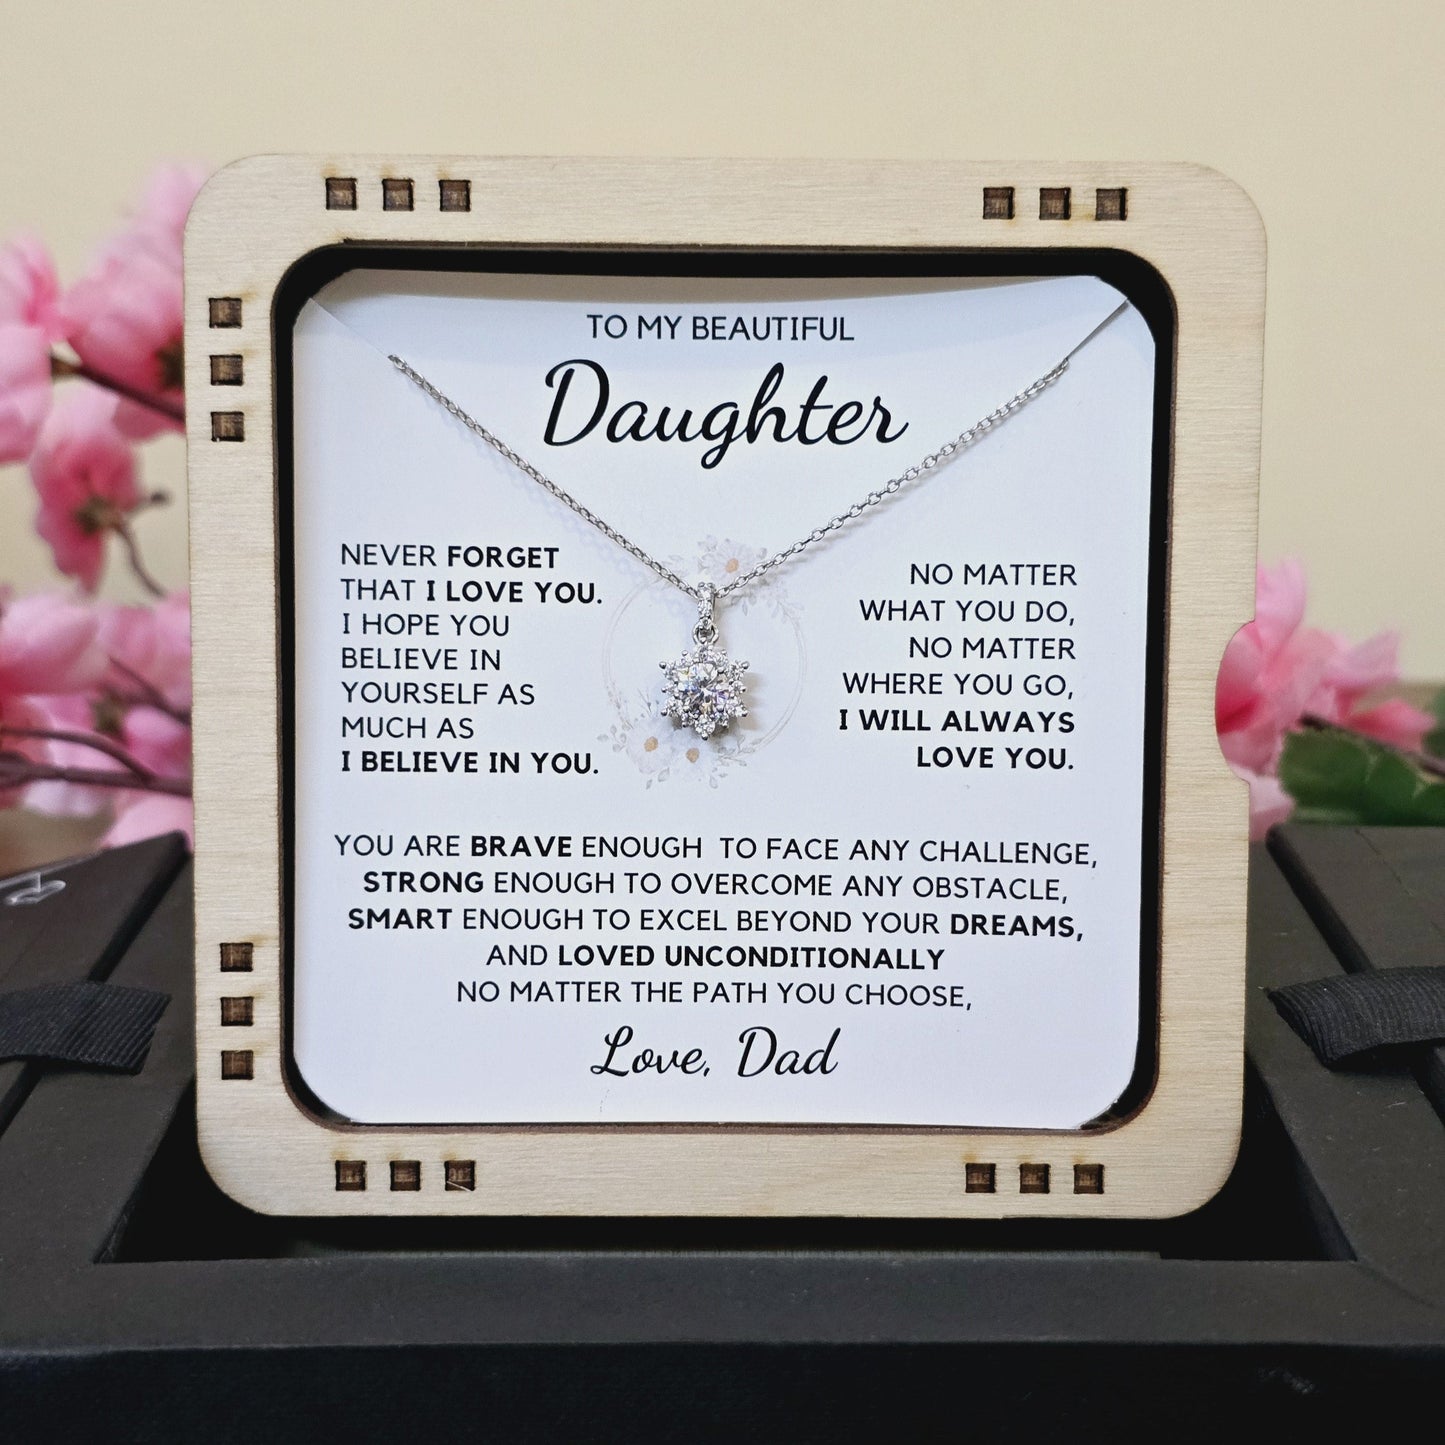 TO MY BEAUTIFUL
Daughter
NEVER FORGET
THAT I LOVE YOU.
I HOPE YOU
BELIEVE IN
YOURSELF AS
MUCH AS
I BELIEVE IN YOU.
NO MATTER
WHAT YOU DO,
NO MATTER
WHERE YOU GO,
I WILL ALWAYS
LOVE YOU.
YOU ARE BRAVE ENOUGH TO FACE ANY CHALLENGE,
STRONG ENOUGH TO OVERCOME ANY OBSTACLE,
SMART ENOUGH TO EXCEL BEYOND YOUR DREAMS,
AND LOVED UNCONDITIONALLY
NO MATTER THE PATH YOU CHOOSE,
Love, Dad